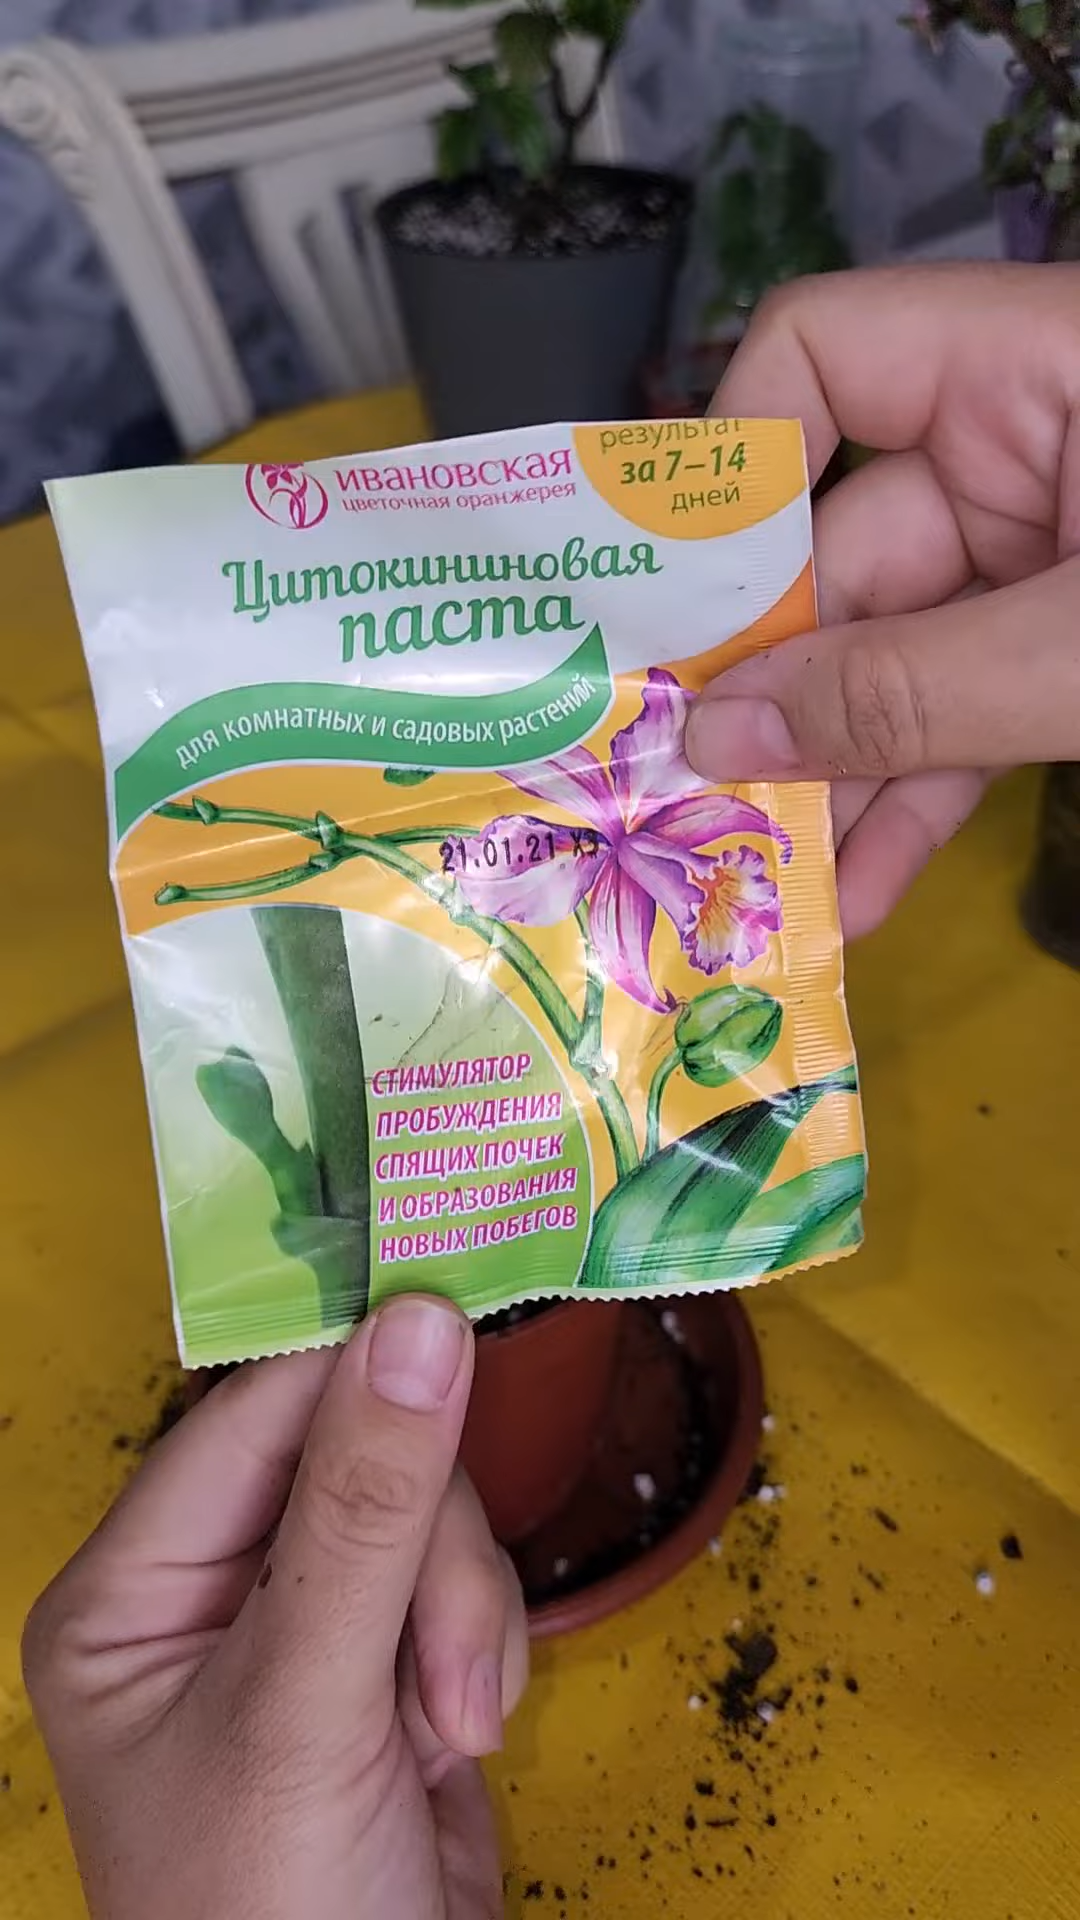 ИВАНОВСКАЯ
цветочная оранжерея
результат
за 7–14
дней
Цитокининовая
паста
для комнатных и садовых растений
21.01.21 X3
СТИМУЛЯТОР
ПРОБУЖДЕНИЯ
СПЯЩИХ ПОЧЕК
И ОБРАЗОВАНИЯ
НОВЫХ ПОБЕГОВ